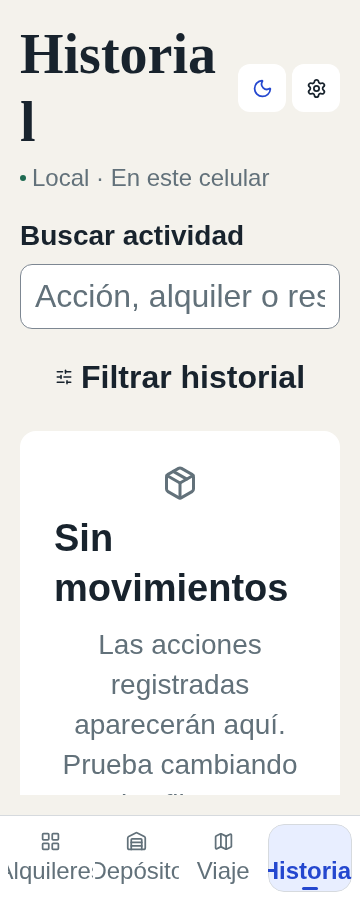 Historia
l
Local · En este celular
Buscar actividad
Acción, alquiler o res
Filtrar historial
Sin
movimientos
Las acciones
registradas
aparecerán aquí.
Prueba cambiando
Alquileres
Depósito
Viaje
Historial